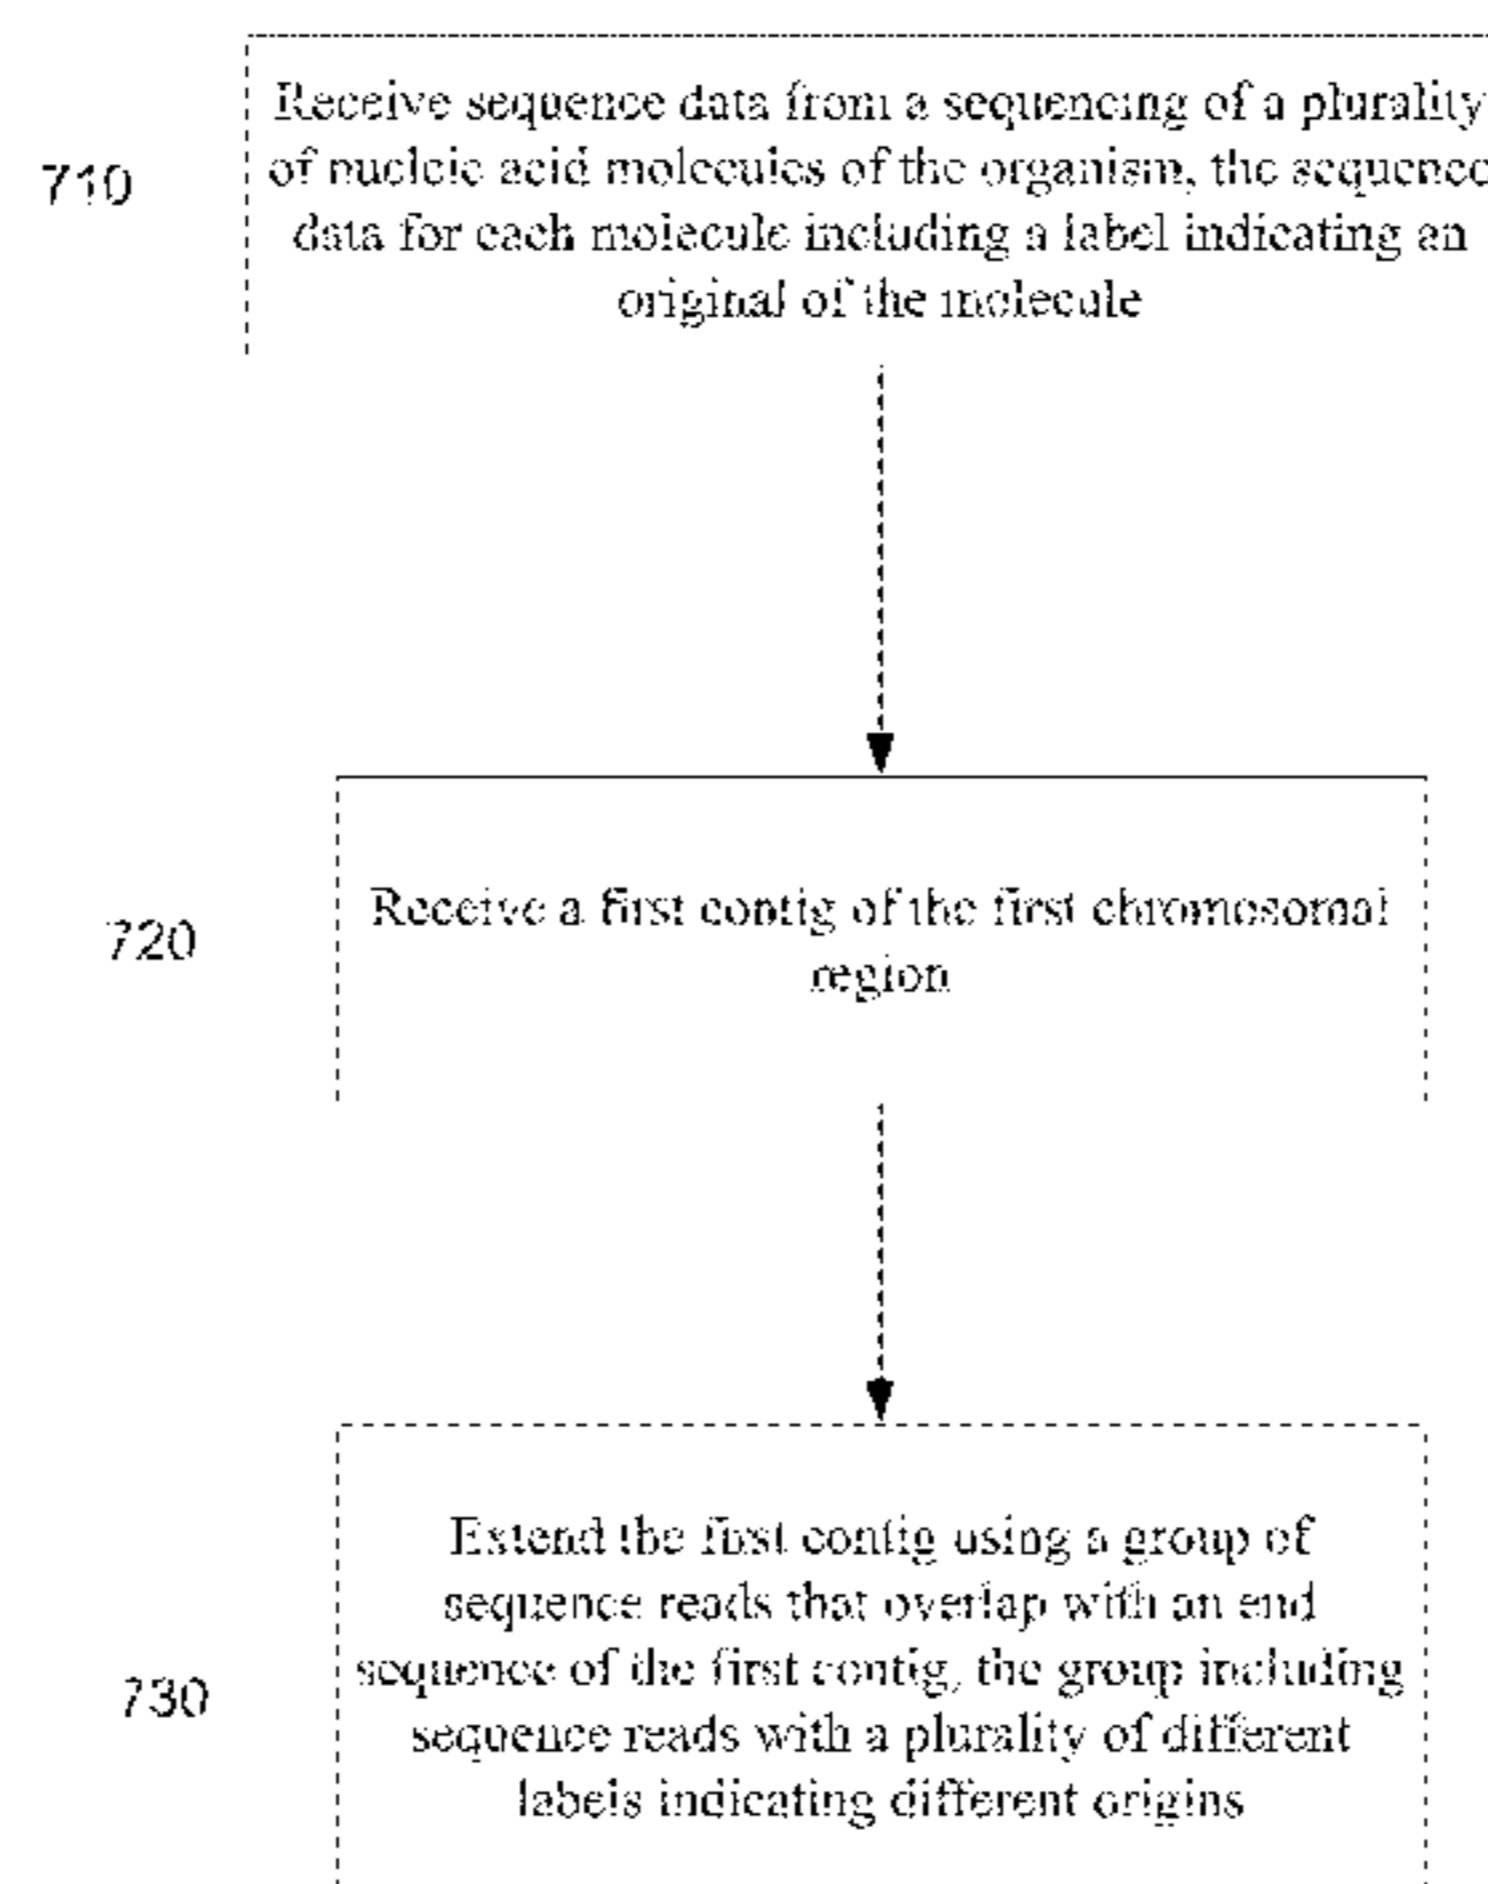 Receive sequence data from a sequencing of a plurality
710
of nucleic acid molecules of the organism, the sequence
data for each molecule including a label indicating an
original of the molecule
Receive a first contig of the first chromosomal
720
region
Extend the first contig using a group of
sequence reads that overlap with an end
sequence of the first contig, the group including
730
sequence reads with a plurality of different
labels indicating different origins